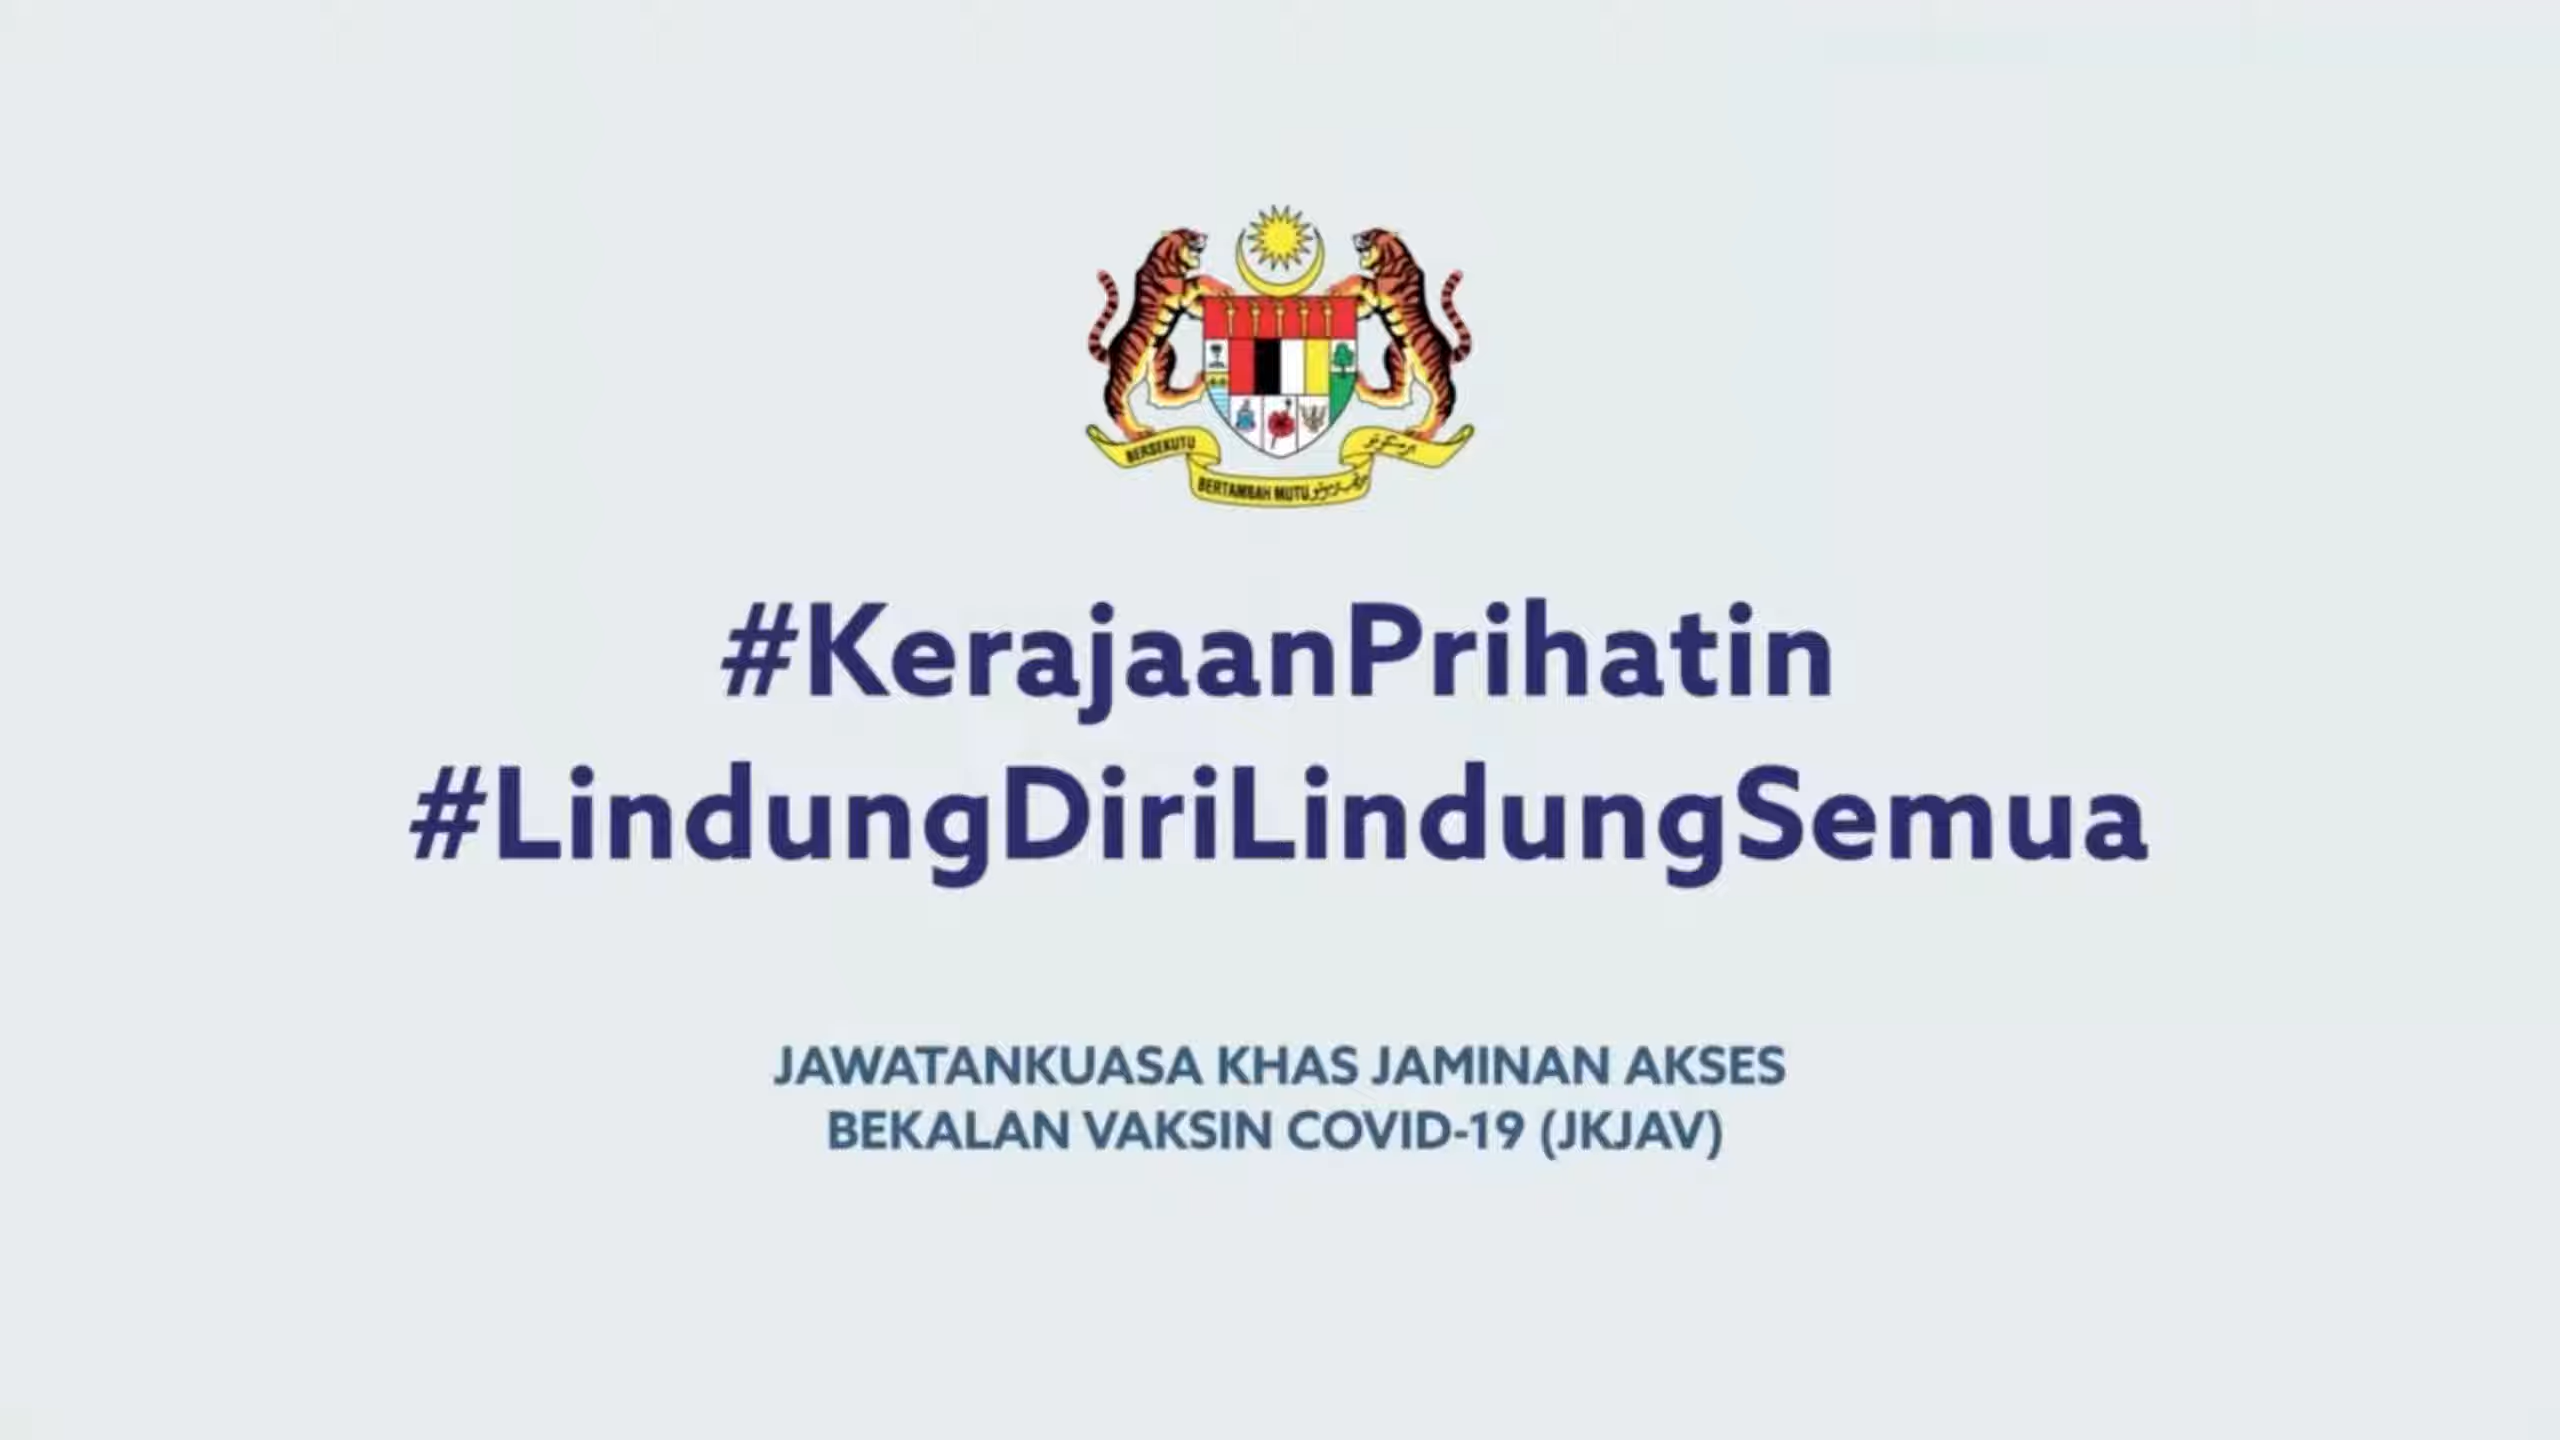 BERSEKUTU
BERTAMBAH MUTU
#KerajaanPrihatin
#LindungDiriLindungSemua
JAWATANKUASA KHAS JAMINAN AKSES
BEKALAN VAKSIN COVID-19 (JKJAV)